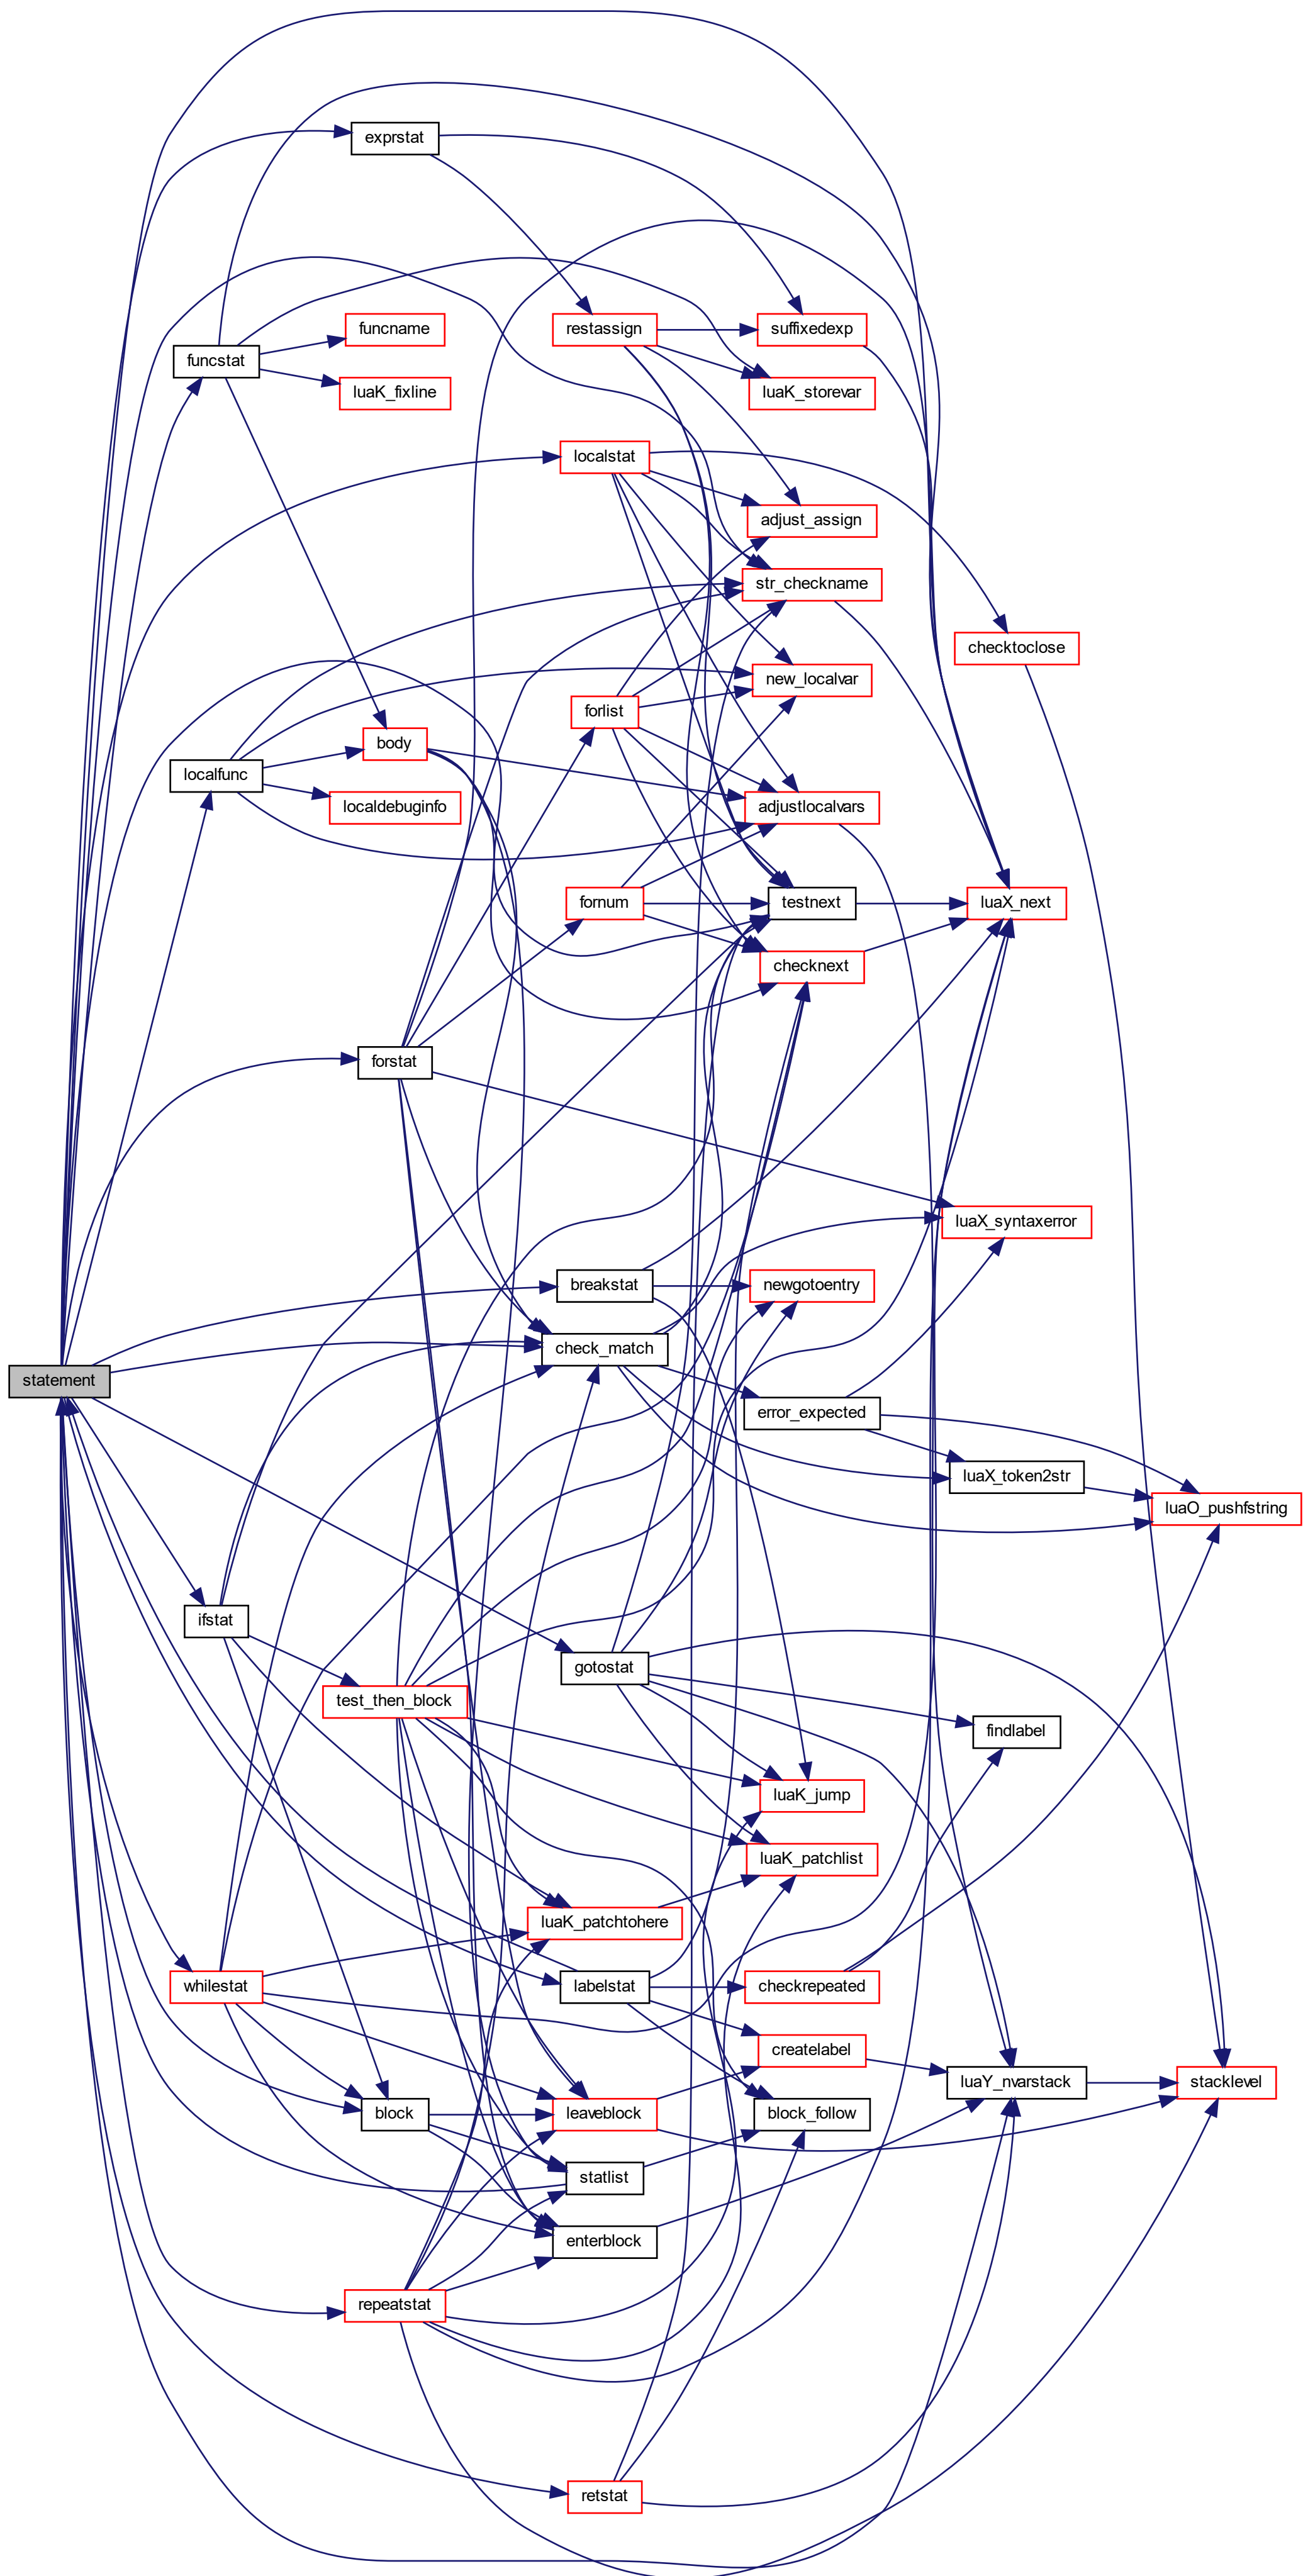 exprstat
funcname
restassign
suffixedexp
funcstat
luaK_fixline
luaK_storevar
localstat
adjust_assign
str_checkname
checktoclose
new_localvar
forlist
body
localfunc
localdebuginfo
adjustlocalvars
fornum
testnext
luaX_next
checknext
forstat
luaX_syntaxerror
breakstat
newgotoentry
check_match
statement
error_expected
luaX_token2str
luaO_pushfstring
ifstat
gotostat
test_then_block
findlabel
luaK_jump
luaK_patchlist
luaK_patchtohere
whilestat
labelstat
checkrepeated
createlabel
luaY_nvarstack
stacklevel
block
leaveblock
block_follow
statlist
enterblock
repeatstat
retstat